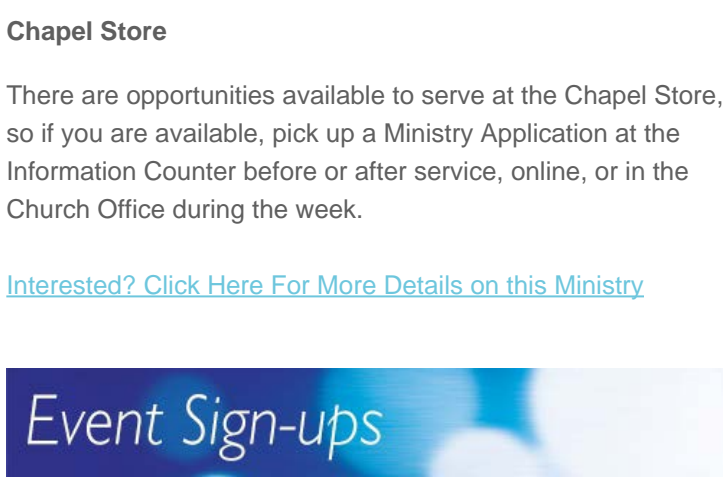 Chapel Store
There are opportunities available to serve at the Chapel Store,
so if you are available, pick up a Ministry Application at the
Information Counter before or after service, online, or in the
Church Office during the week.
Interested? Click Here For More Details on this Ministry
Event Sign-ups